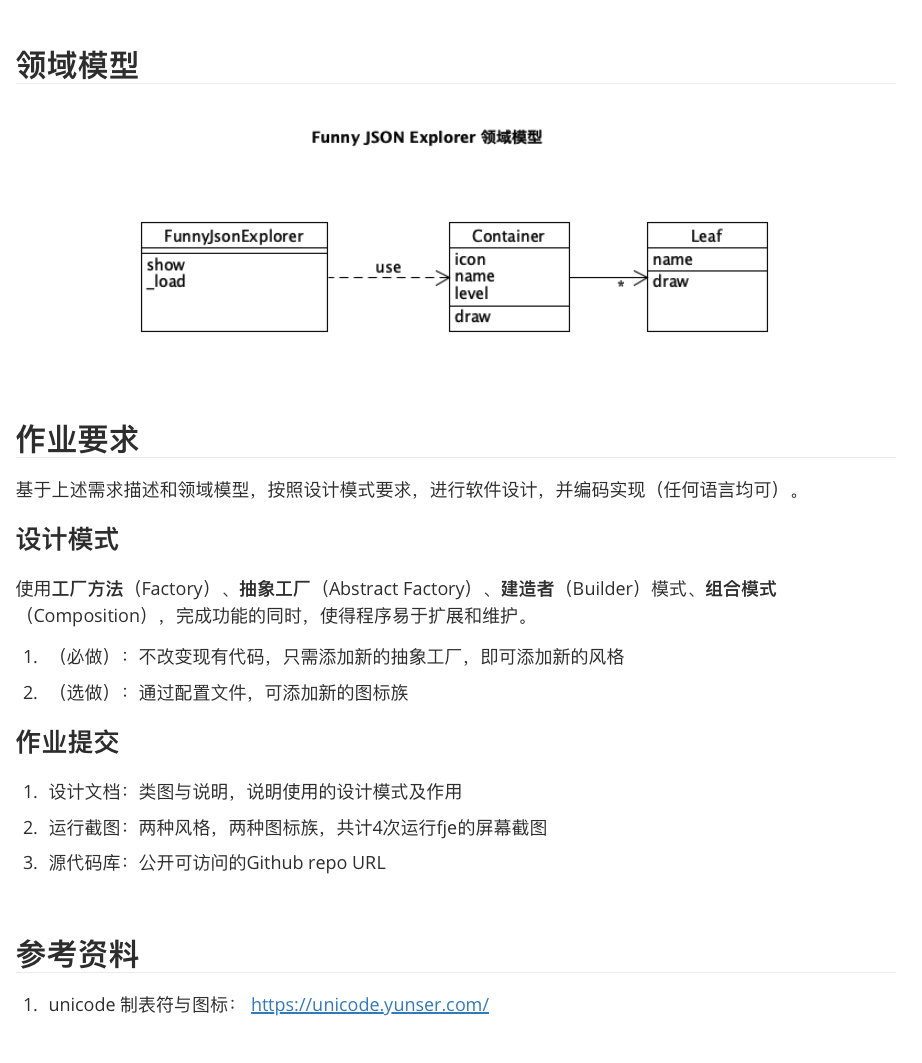 领域模型
Funny JSON Explorer 领域模型
FunnyJsonExplorer
show
_load
use
Container
icon
name
level
draw
*
Leaf
name
draw
作业要求
基于上述需求描述和领域模型，按照设计模式要求，进行软件设计，并编码实现（任何语言均可）。
设计模式
使用工厂方法（Factory）、抽象工厂（Abstract Factory）、建造者（Builder）模式、组合模式
（Composition），完成功能的同时，使得程序易于扩展和维护。
1. （必做）：不改变现有代码，只需添加新的抽象工厂，即可添加新的风格
2. （选做）：通过配置文件，可添加新的图标族
作业提交
1. 设计文档：类图与说明，说明使用的设计模式及作用
2. 运行截图：两种风格，两种图标族，共计4次运行fje的屏幕截图
3. 源代码库：公开可访问的Github repo URL
参考资料
1. unicode 制表符与图标： https://unicode.yunser.com/